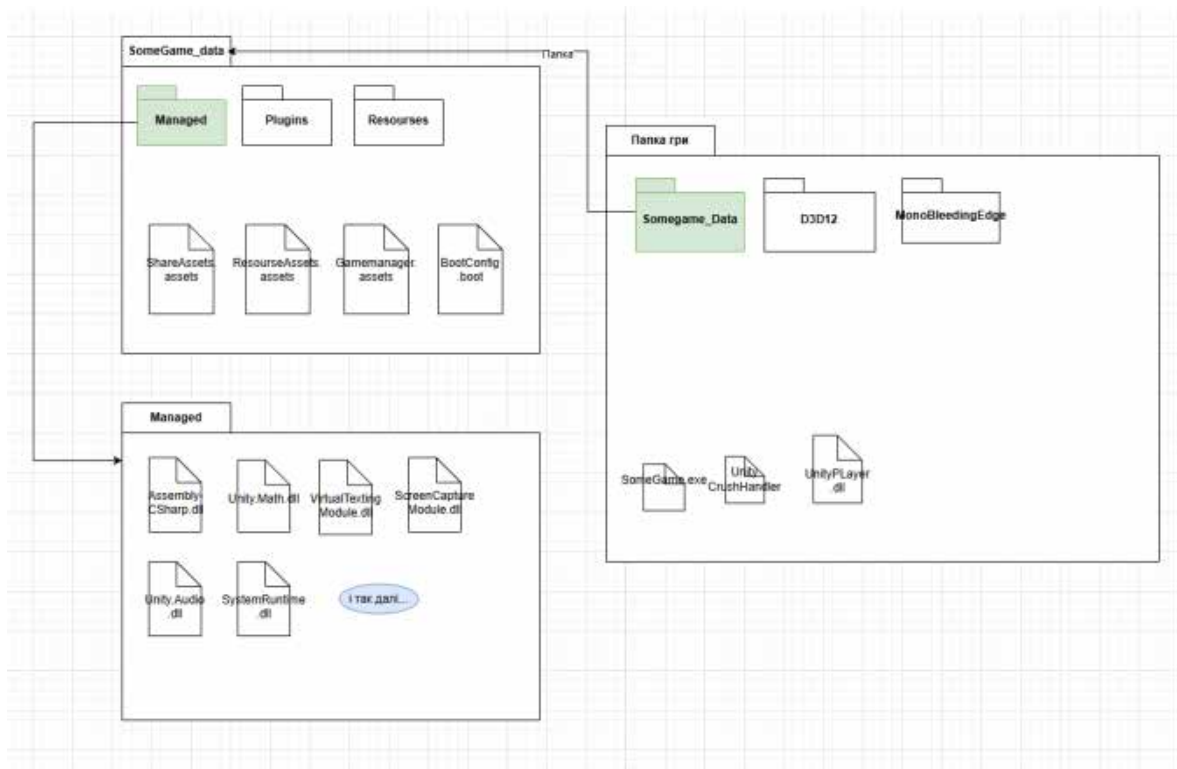 SomeGame_data
Папка
Managed
Plugins
Resourses
ShareAssets.
assets
ResourseAssets.
assets
Gamemanager.
assets
BootConfig
.boot
Папка гри
Somegame_Data
D3D12
MonoBleedingEdge
SomeGame.exe
Unity
CrushHandler
UnityPLayer
.dll
Managed
Assembly-
CSharp.dll
Unity.Math.dll
VirtualTexting
Module.dll
ScreenCapture
Module.dll
Unity.Audio
.dll
SystemRuntime
.dll
і так далі...